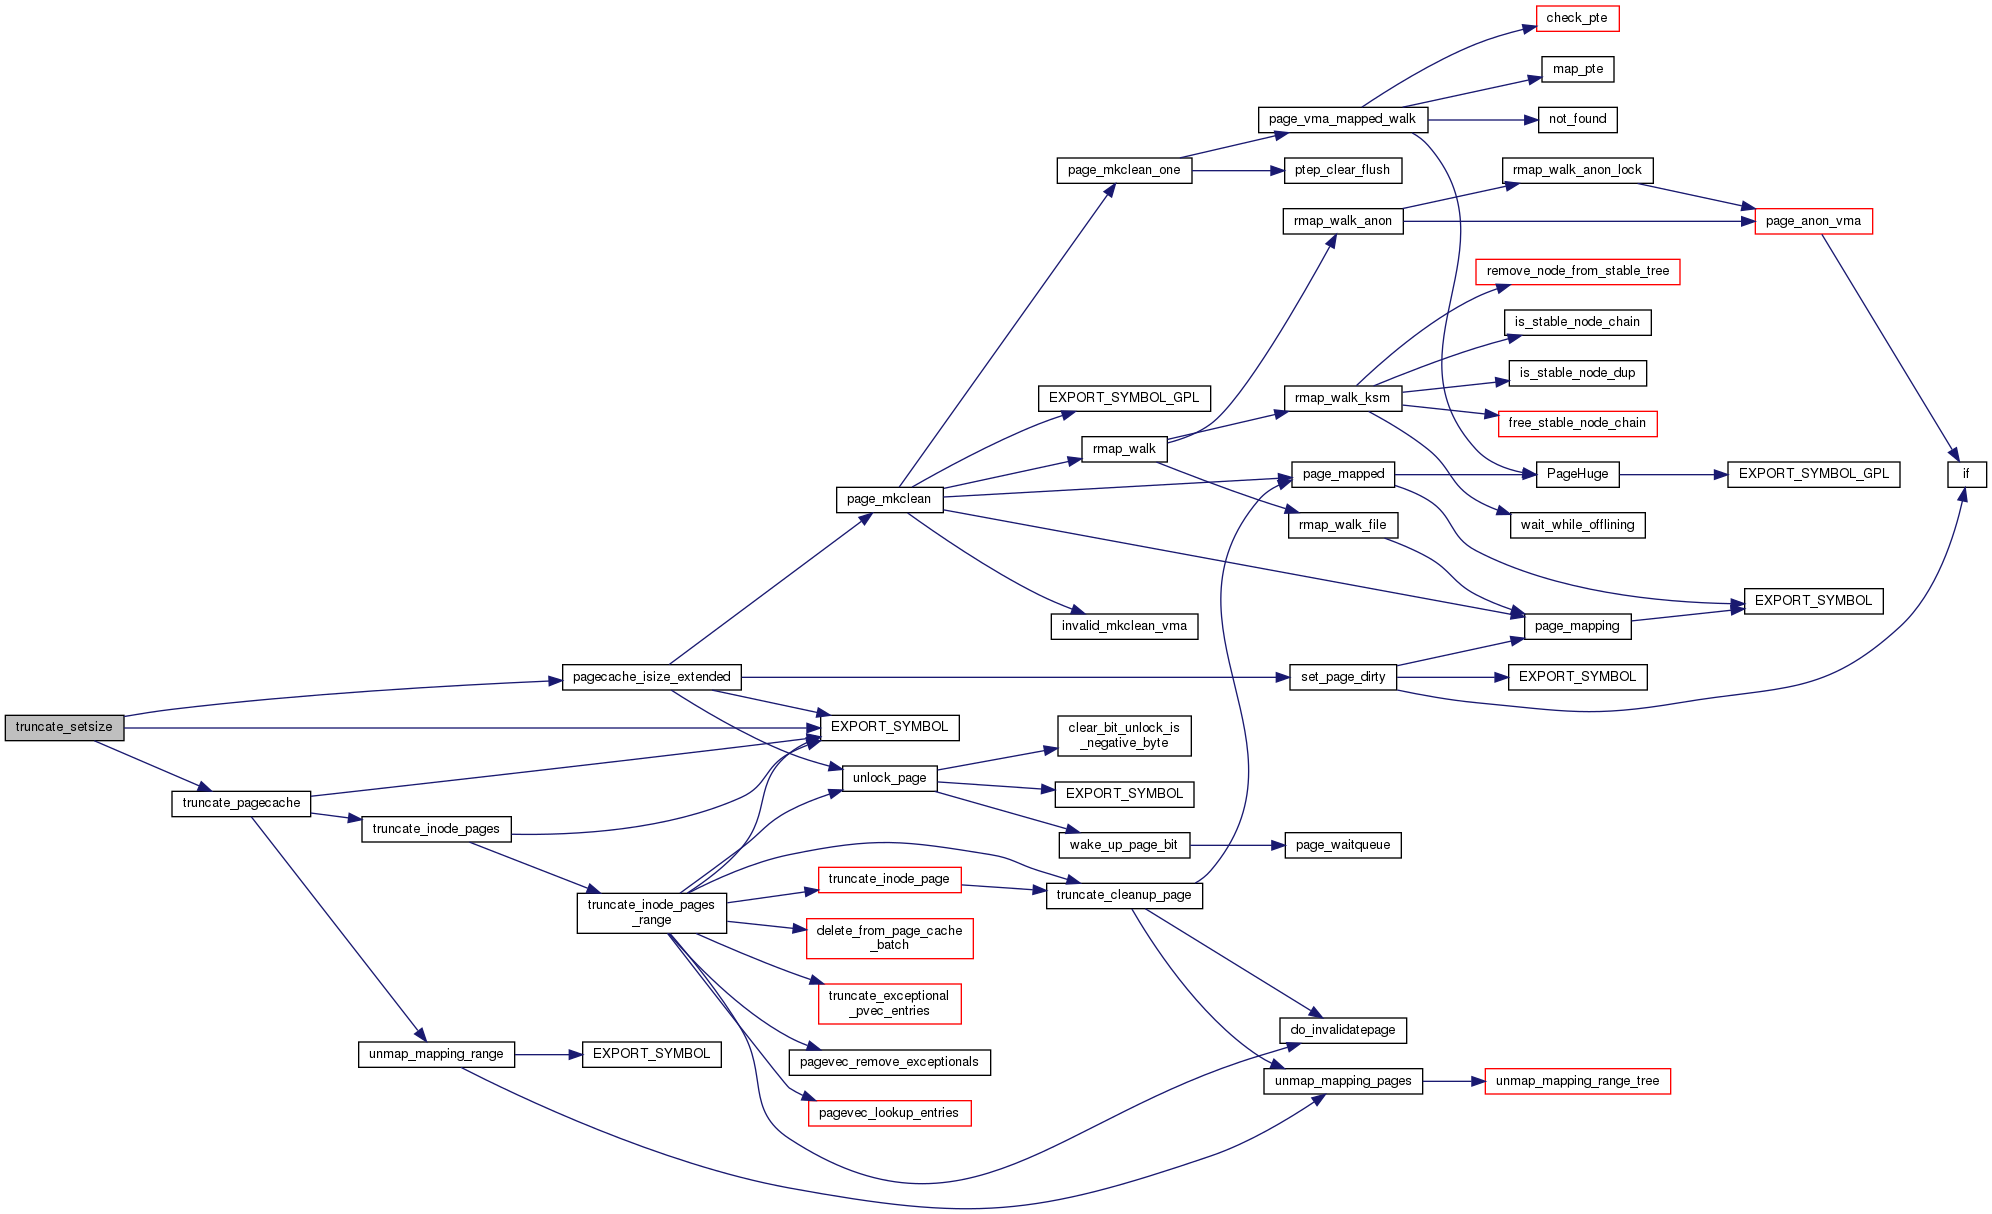 check_pte
map_pte
page_vma_mapped_walk
not_found
page_mkclean_one
ptep_clear_flush
rmap_walk_anon_lock
rmap_walk_anon
page_anon_vma
remove_node_from_stable_tree
is_stable_node_chain
is_stable_node_dup
EXPORT_SYMBOL_GPL
rmap_walk_ksm
free_stable_node_chain
rmap_walk
page_mapped
PageHuge
EXPORT_SYMBOL_GPL
if
page_mkclean
rmap_walk_file
wait_while_offlining
EXPORT_SYMBOL
invalid_mkclean_vma
page_mapping
pagecache_isize_extended
set_page_dirty
EXPORT_SYMBOL
truncate_setsize
EXPORT_SYMBOL
clear_bit_unlock_is
_negative_byte
unlock_page
EXPORT_SYMBOL
truncate_pagecache
truncate_inode_pages
wake_up_page_bit
page_waitqueue
truncate_inode_page
truncate_cleanup_page
truncate_inode_pages
_range
delete_from_page_cache
_batch
truncate_exceptional
_pvec_entries
do_invalidatepage
unmap_mapping_range
EXPORT_SYMBOL
pagevec_remove_exceptionals
unmap_mapping_pages
unmap_mapping_range_tree
pagevec_lookup_entries